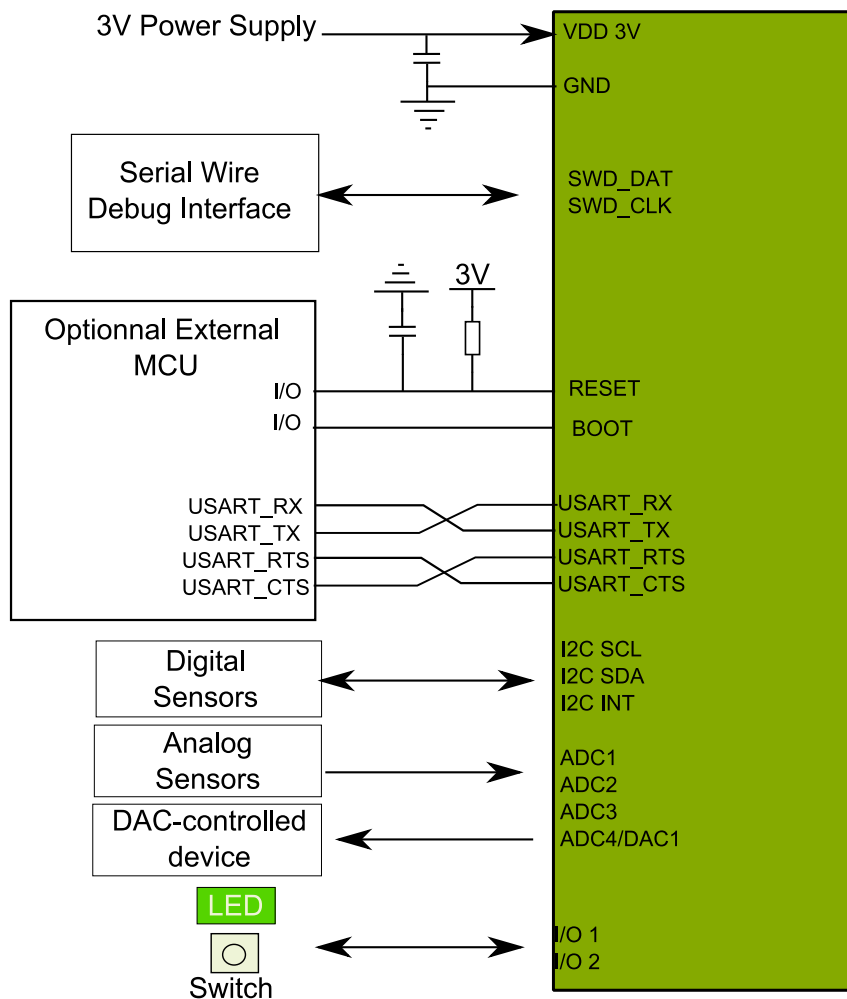 3V Power Supply
VDD 3V
GND
Serial Wire
Debug Interface
SWD_DAT
SWD_CLK
3V
Optionnal External
MCU
I/O
RESET
I/O
BOOT
USART_RX
USART_TX
USART_RTS
USART_CTS
USART_RX
USART_TX
USART_RTS
USART_CTS
Digital
Sensors
I2C SCL
I2C SDA
I2C INT
Analog
Sensors
ADC1
ADC2
ADC3
ADC4/DAC1
DAC-controlled
device
LED
Switch
I/O 1
I/O 2